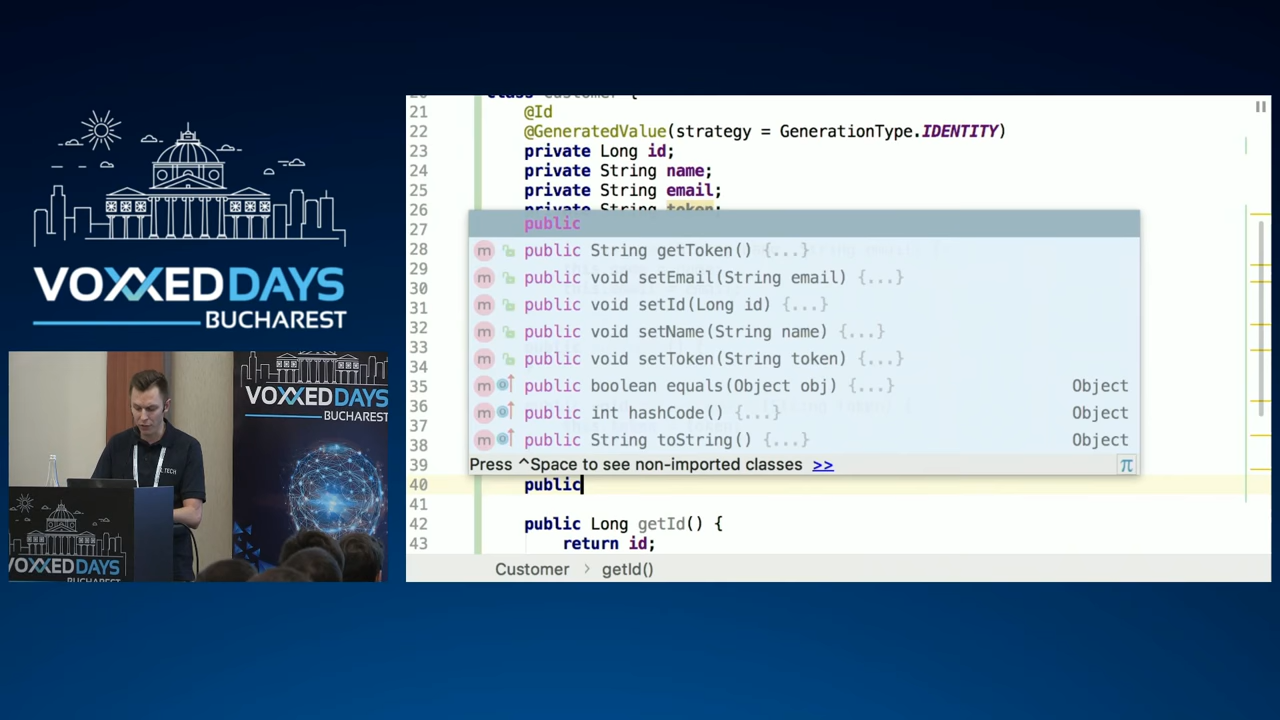 VOXXED DAYS
BUCHAREST
VOXXED DAYS
BUCHAREST
TECH
VOXXED DAYS
BUCHAREST
21 @Id
22 @GeneratedValue(strategy = GenerationType.IDENTITY)
23 private Long id;
24 private String name;
25 private String email;
26 private String token;
27
28
29
30
31
32
33
34
35
36
37
38
39
public
public String getToken() {...}
public void setEmail(String email) {...}
public void setId(Long id) {...}
public void setName(String name) {...}
public void setToken(String token) {...}
public boolean equals(Object obj) {...} Object
public int hashCode() {...} Object
public String toString() {...} Object
Press ^Space to see non-imported classes >> π
40 public
41
42 public Long getId() {
43 return id;
Customer > getId()